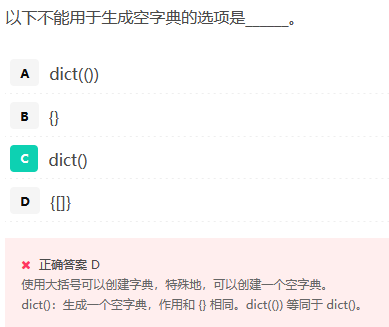 以下不能用于生成空字典的选项是______。
A dict(())
B {}
C dict()
D {[]}
✖ 正确答案 D
使用大括号可以创建字典，特殊地，可以创建一个空字典。
dict()：生成一个空字典，作用和 {} 相同。dict(()) 等同于 dict()。